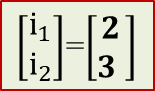 [i₁] = [2]
[i₂] = [3]